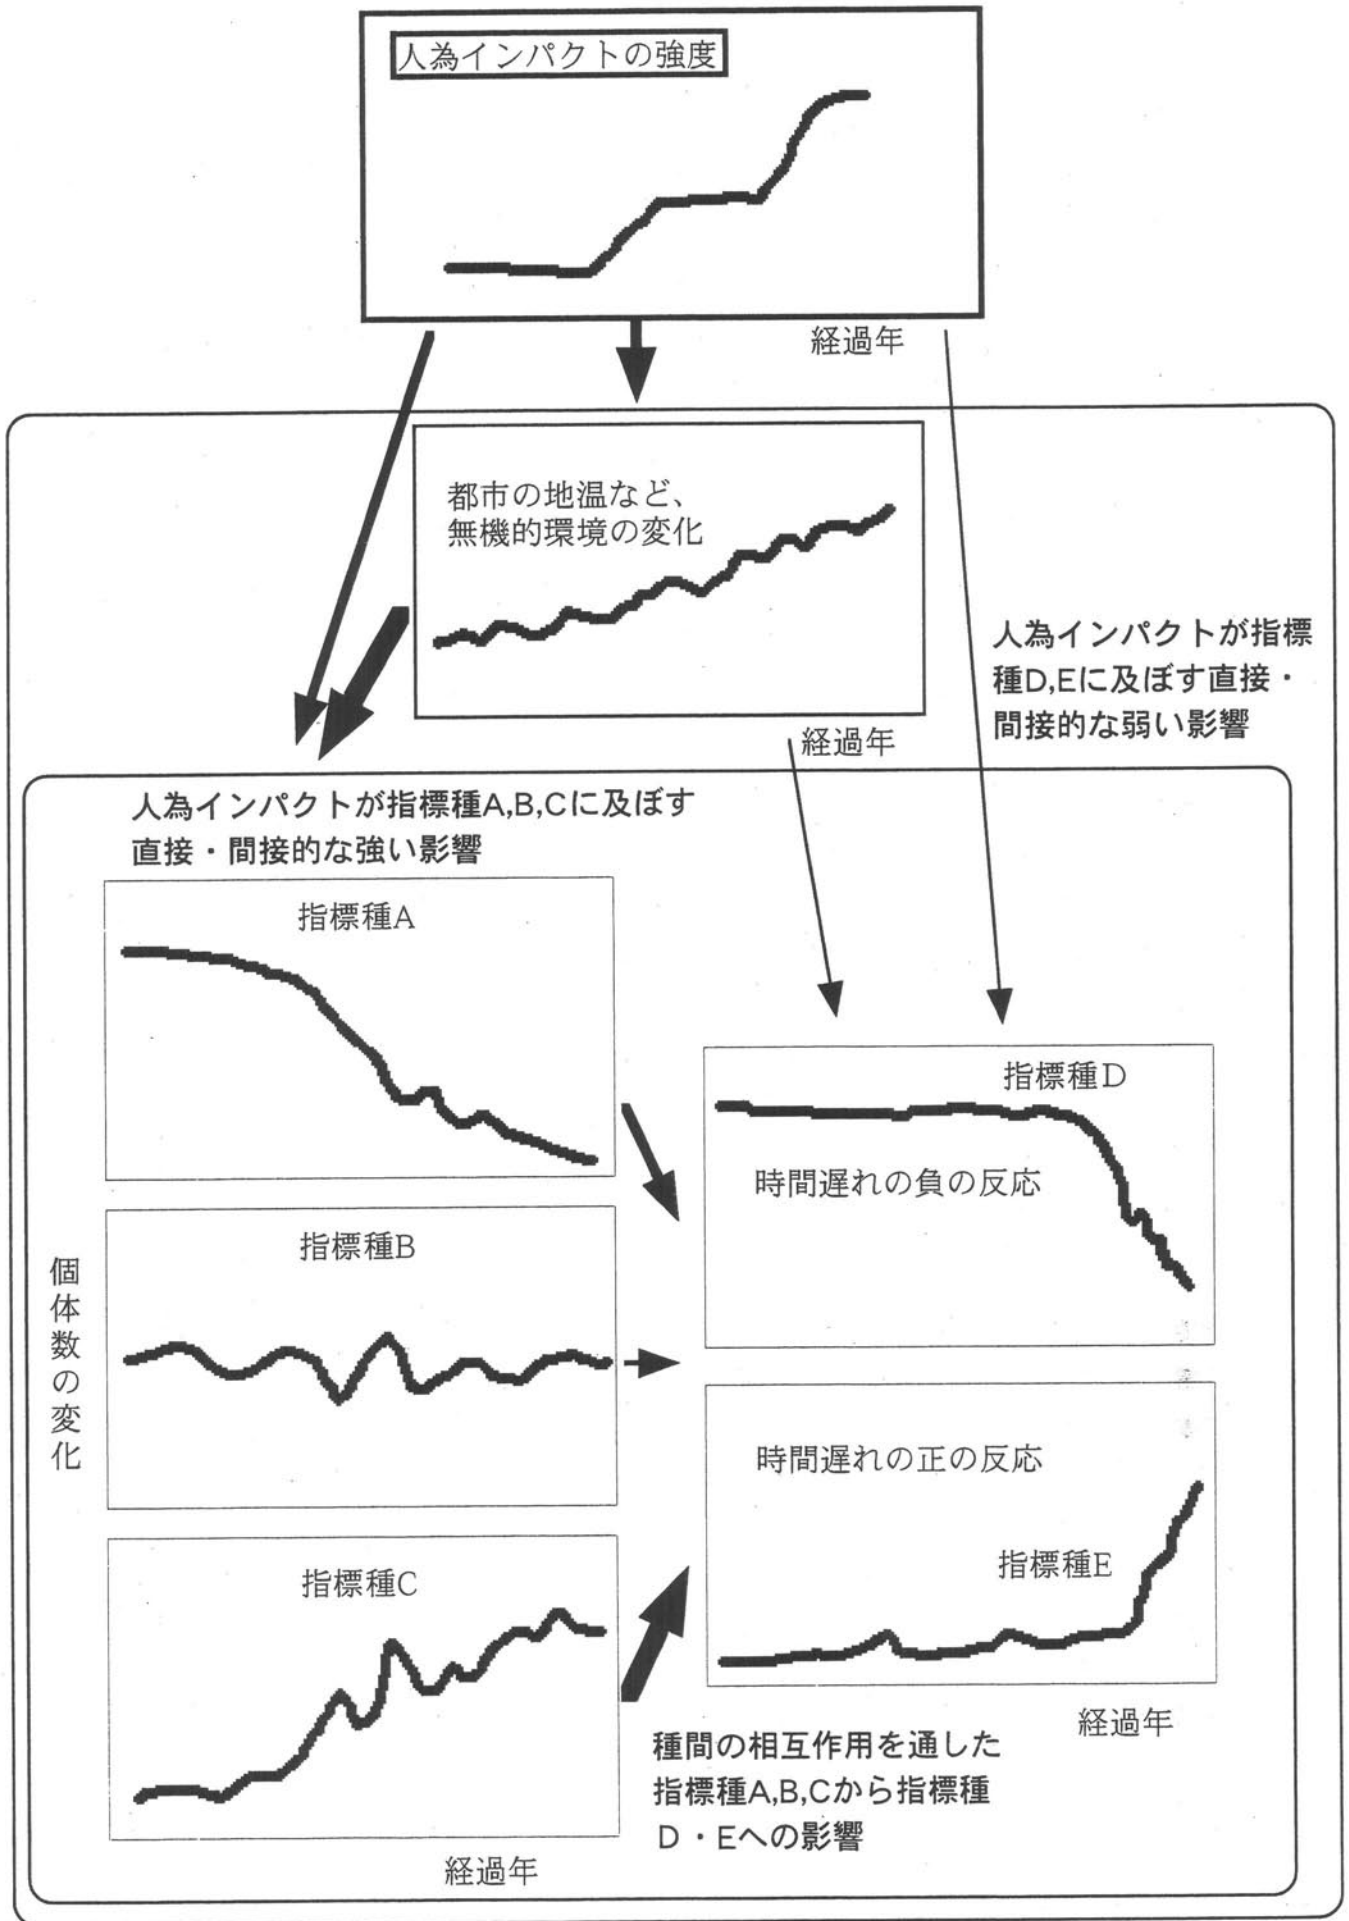 人為インパクトの強度
経過年
都市の地温など、
無機的環境の変化
経過年
人為インパクトが指標
種D,Eに及ぼす直接・
間接的な弱い影響
人為インパクトが指標種A,B,Cに及ぼす
直接・間接的な強い影響
指標種A
指標種B
指標種C
個体数の変化
経過年
指標種D
時間遅れの負の反応
時間遅れの正の反応
指標種E
経過年
種間の相互作用を通した
指標種A,B,Cから指標種
D・Eへの影響